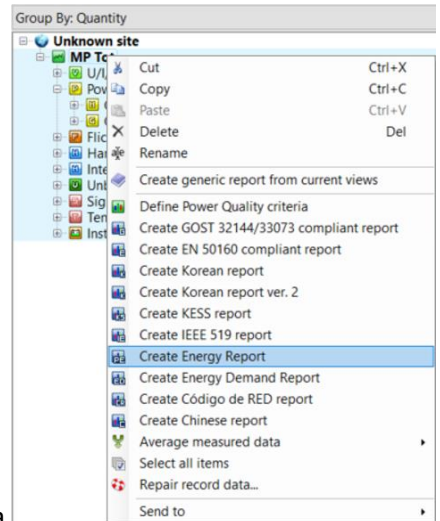 Group By: Quantity
Unknown site
MP Tot
U/I,
Pov
Flic
Har
Inte
Unb
Sig
Ten
Inst
Cut Ctrl+X
Copy Ctrl+C
Paste Ctrl+V
Delete Del
Rename
Create generic report from current views
Define Power Quality criteria
Create GOST 32144/33073 compliant report
Create EN 50160 compliant report
Create Korean report
Create Korean report ver. 2
Create KESS report
Create IEEE 519 report
Create Energy Report
Create Energy Demand Report
Create Código de RED report
Create Chinese report
Average measured data
Select all items
Repair record data...
Send to